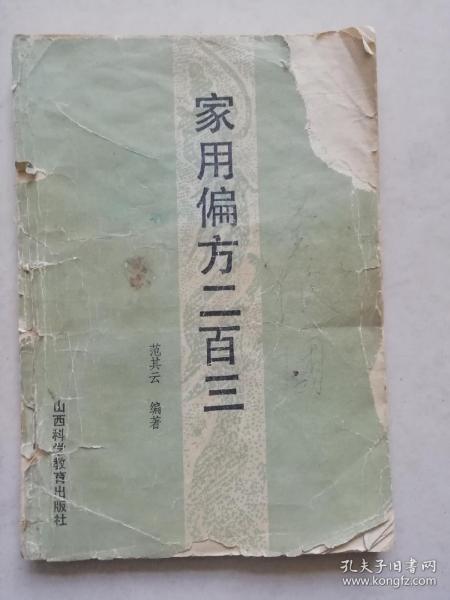 家用偏方二百三
范其云 编著
山西科学教育出版社
孔夫子旧书网
www.kongfz.com